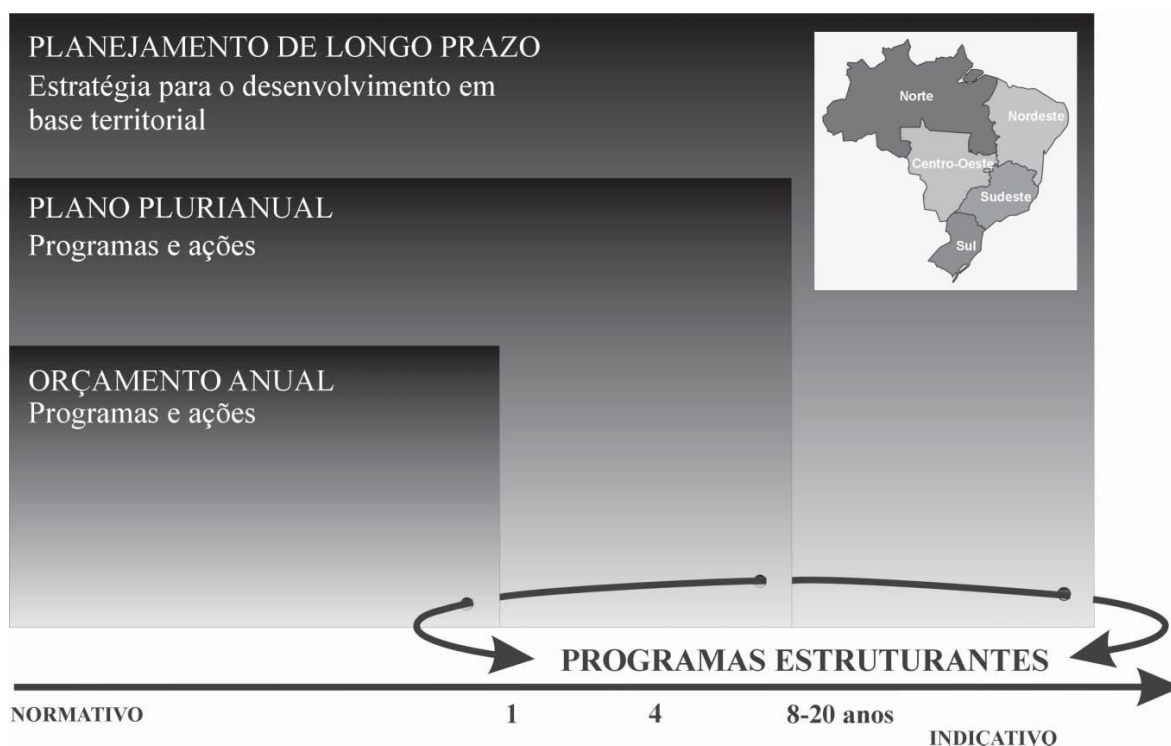 PLANEJAMENTO DE LONGO PRAZO
Estratégia para o desenvolvimento em
base territorial
Norte
Nordeste
Centro-Oeste
Sudeste
Sul
PLANO PLURIANUAL
Programas e ações
ORÇAMENTO ANUAL
Programas e ações
PROGRAMAS ESTRUTURANTES
NORMATIVO 1 4 8-20 anos
INDICATIVO